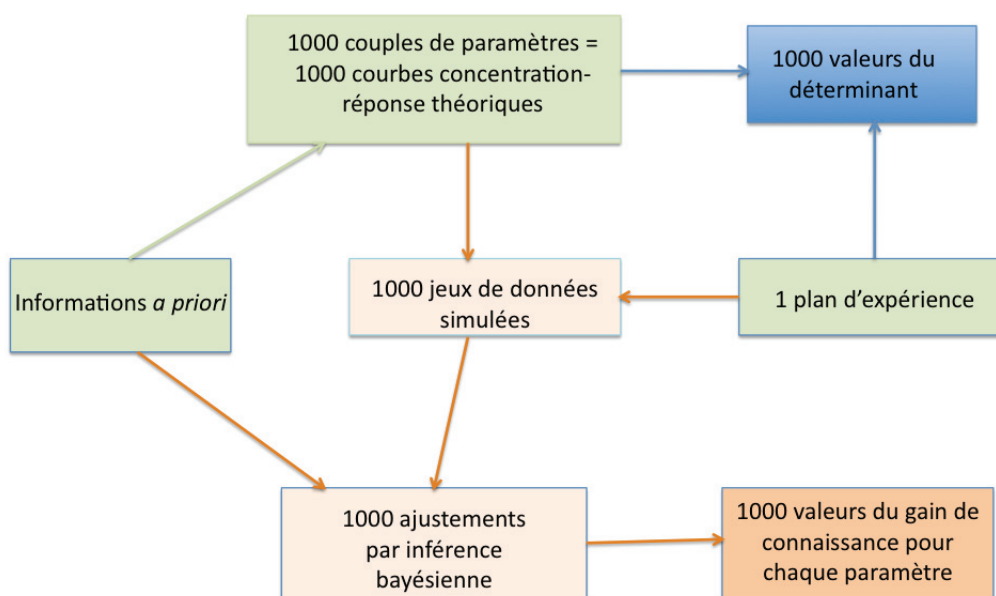 1000 couples de paramètres =
1000 courbes concentration-
réponse théoriques
1000 valeurs du
déterminant
Informations a priori
1000 jeux de données
simulées
1 plan d’expérience
1000 ajustements
par inférence
bayésienne
1000 valeurs du gain de
connaissance pour
chaque paramètre